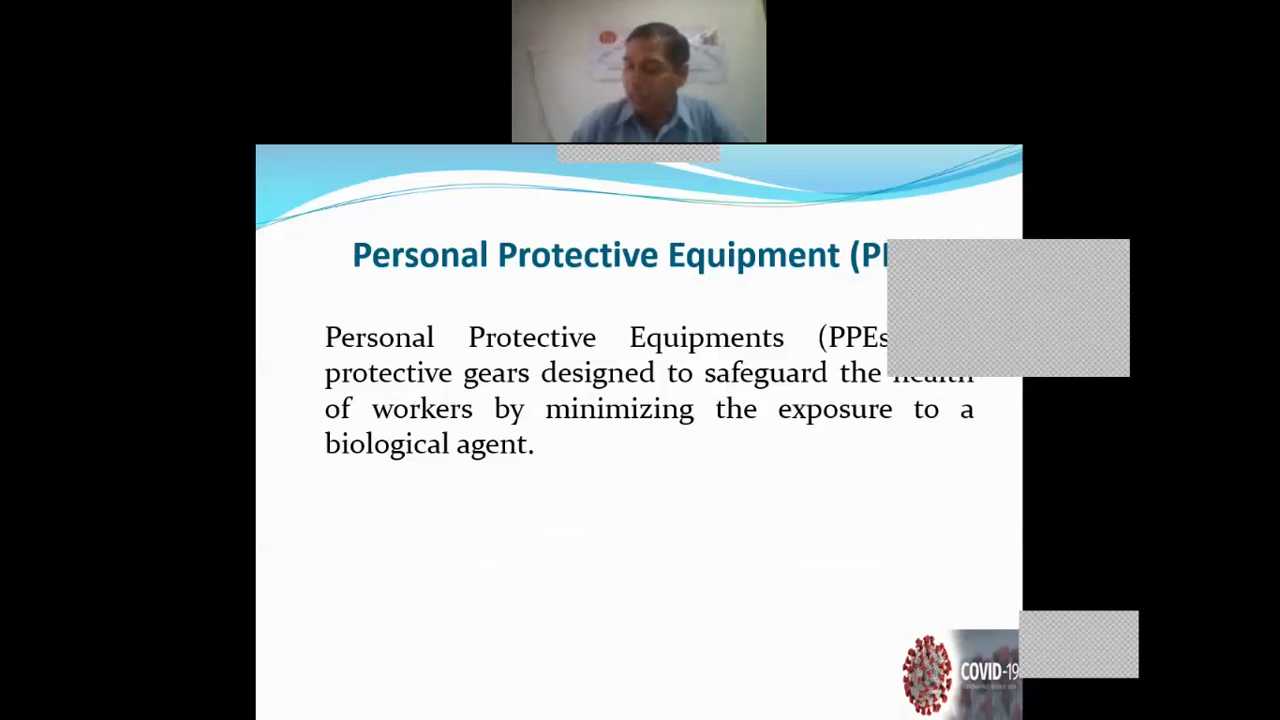 Personal Protective Equipment
Personal Protective Equipments (PPEs
protective gears designed to safeguard the health
of workers by minimizing the exposure to a
biological agent.
COVID-19